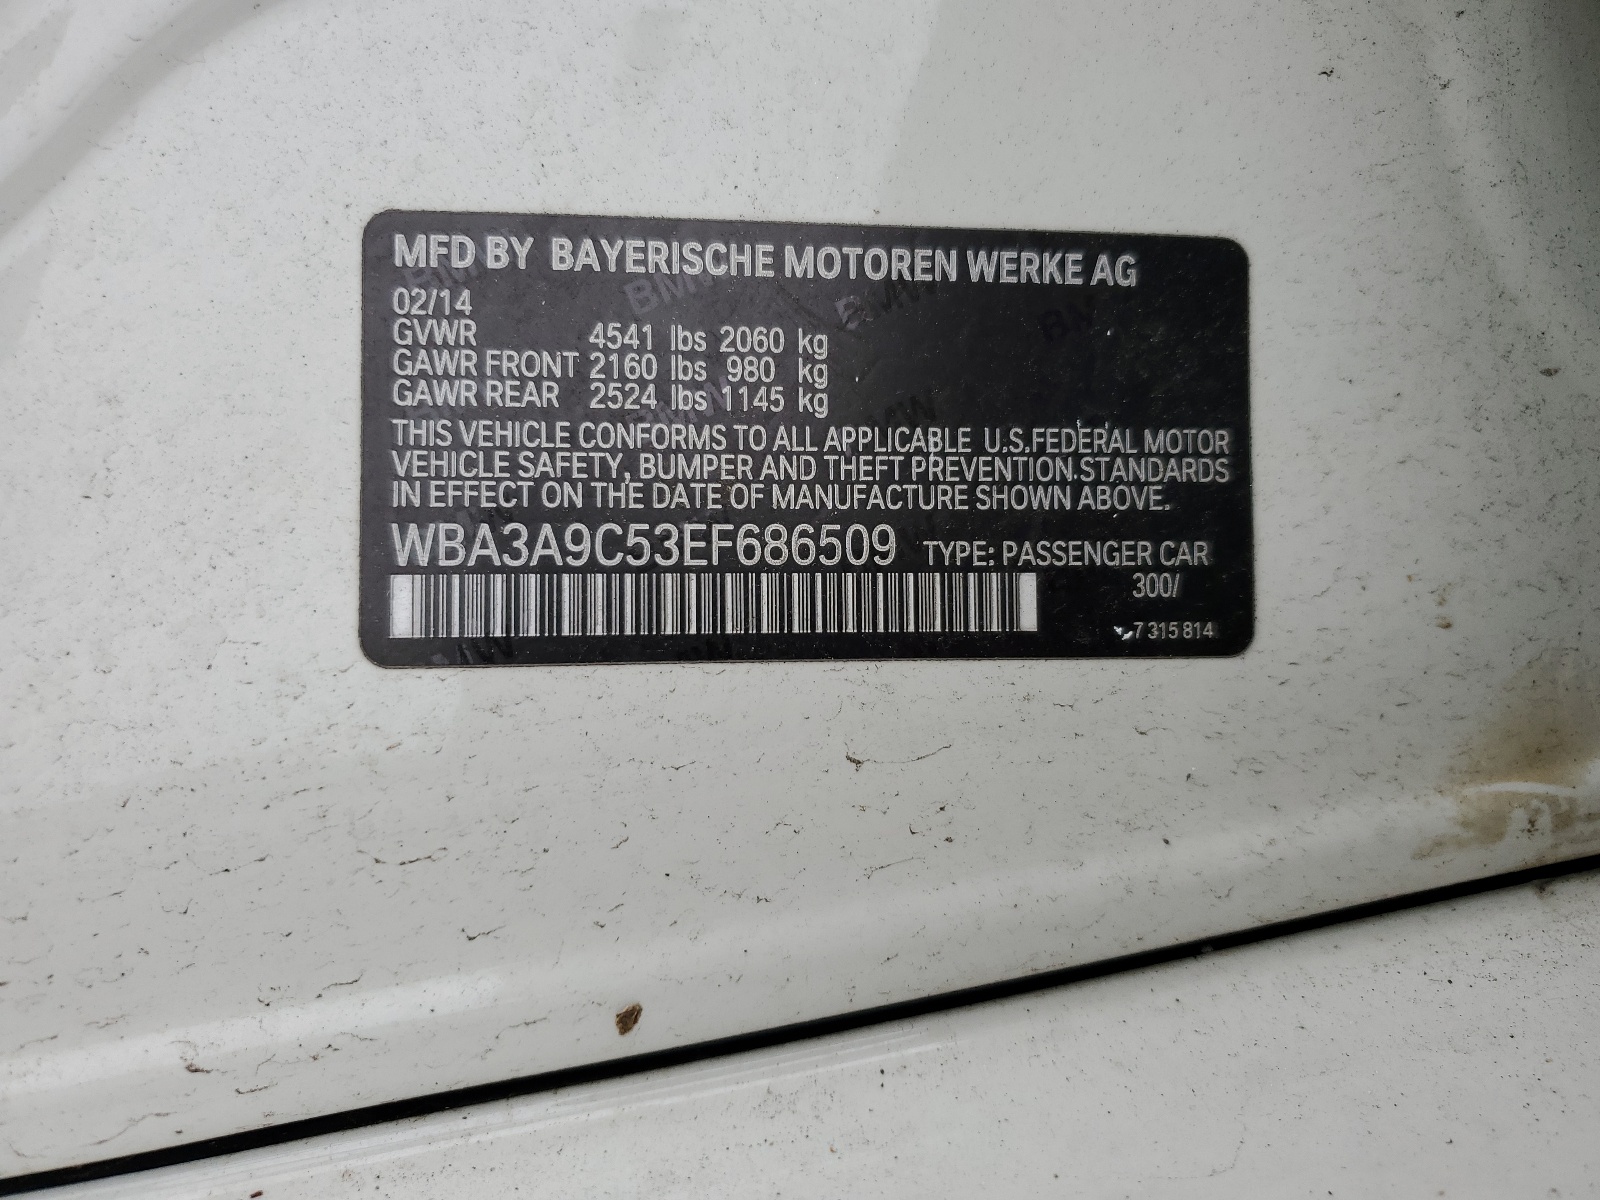 MFD BY BAYERISCHE MOTOREN WERKE AG
02/14
GVWR 4541 lbs 2060 kg
GAWR FRONT 2160 lbs 980 kg
GAWR REAR 2524 lbs 1145 kg
THIS VEHICLE CONFORMS TO ALL APPLICABLE U.S.FEDERAL MOTOR
VEHICLE SAFETY, BUMPER AND THEFT PREVENTION STANDARDS
IN EFFECT ON THE DATE OF MANUFACTURE SHOWN ABOVE.
WBA3A9C53EF686509 TYPE: PASSENGER CAR
300/
7 315 814